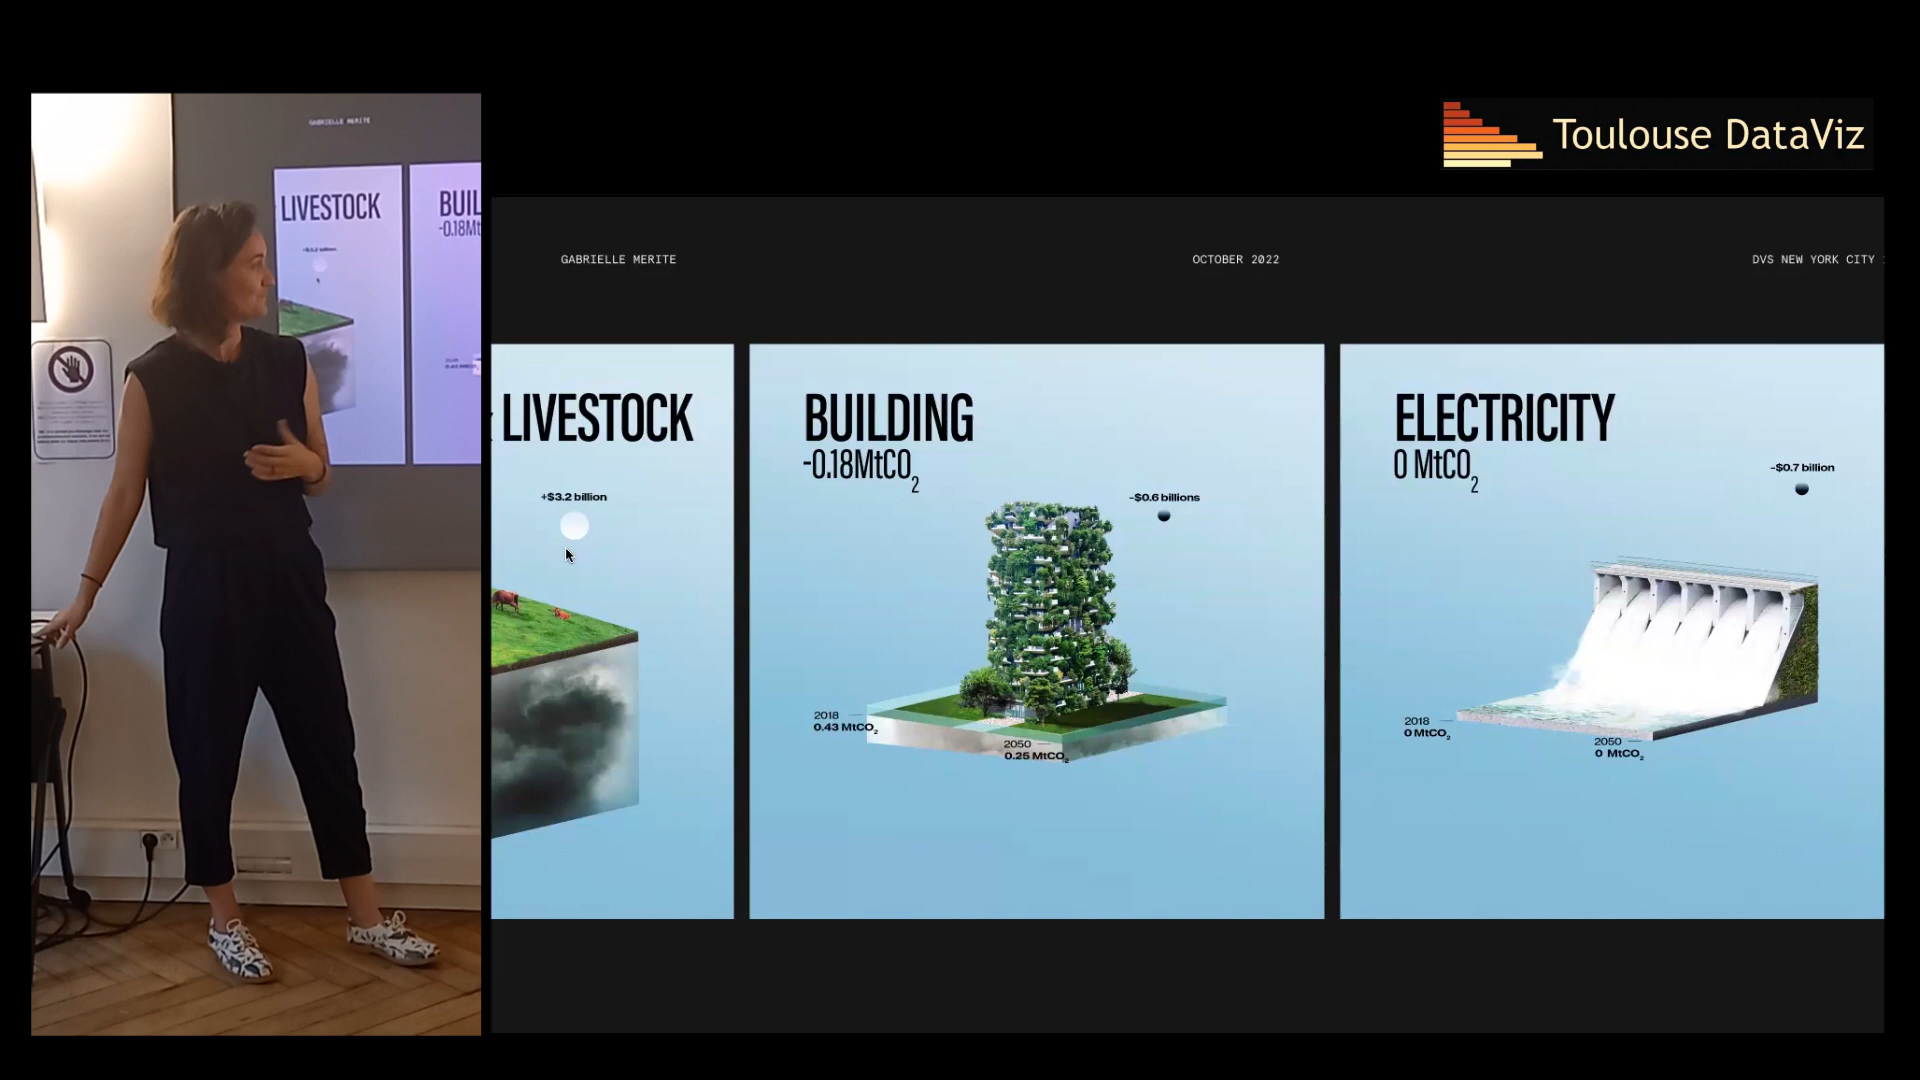 Toulouse DataViz
GABRIELLE MERITE
LIVESTOCK
BUIL
-0.18Mt
GABRIELLE MERITE
OCTOBER 2022
DVS NEW YORK CITY
LIVESTOCK
+$3.2 billion
BUILDING
-0.18MtCO2
-$0.6 billions
2018
0.43 MtCO2
2050
0.25 MtCO2
ELECTRICITY
0 MtCO2
-$0.7 billion
2018
0 MtCO2
2050
0 MtCO2